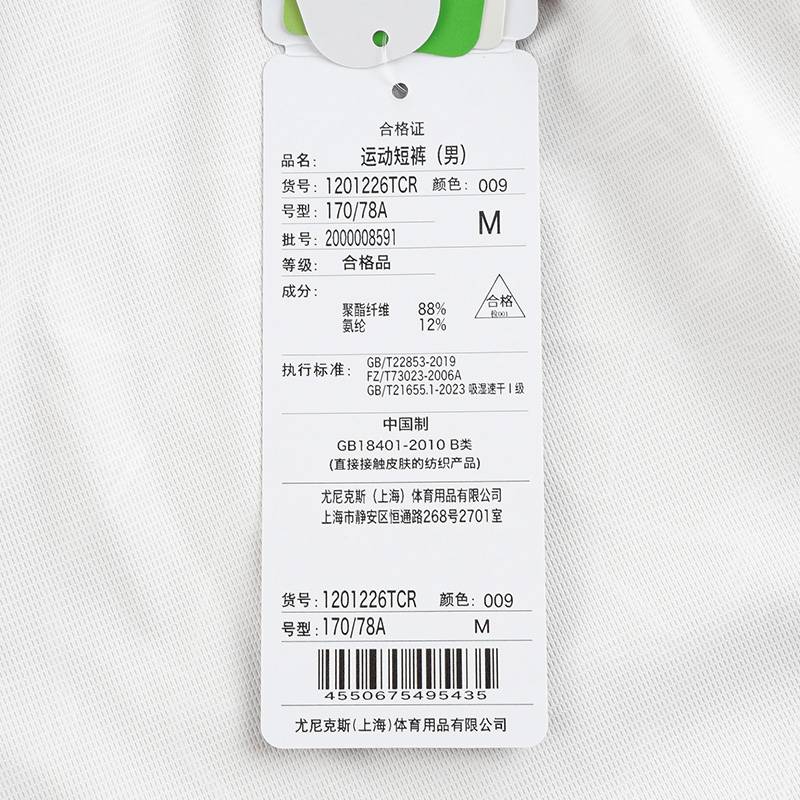 合格证
品名: 运动短裤（男）
货号: 1201226TCR 颜色: 009
号型: 170/78A
M
批号: 2000008591
等级: 合格品
成分:
聚酯纤维 88%
氨纶 12%
合格
检001
执行标准: GB/T22853-2019
FZ/T73023-2006A
GB/T21655.1-2023 吸湿速干Ⅰ级
中国制
GB18401-2010 B类
(直接接触皮肤的纺织产品)
尤尼克斯（上海）体育用品有限公司
上海市静安区恒通路268号2701室
货号: 1201226TCR 颜色: 009
号型: 170/78A M
4550675495435
尤尼克斯(上海)体育用品有限公司